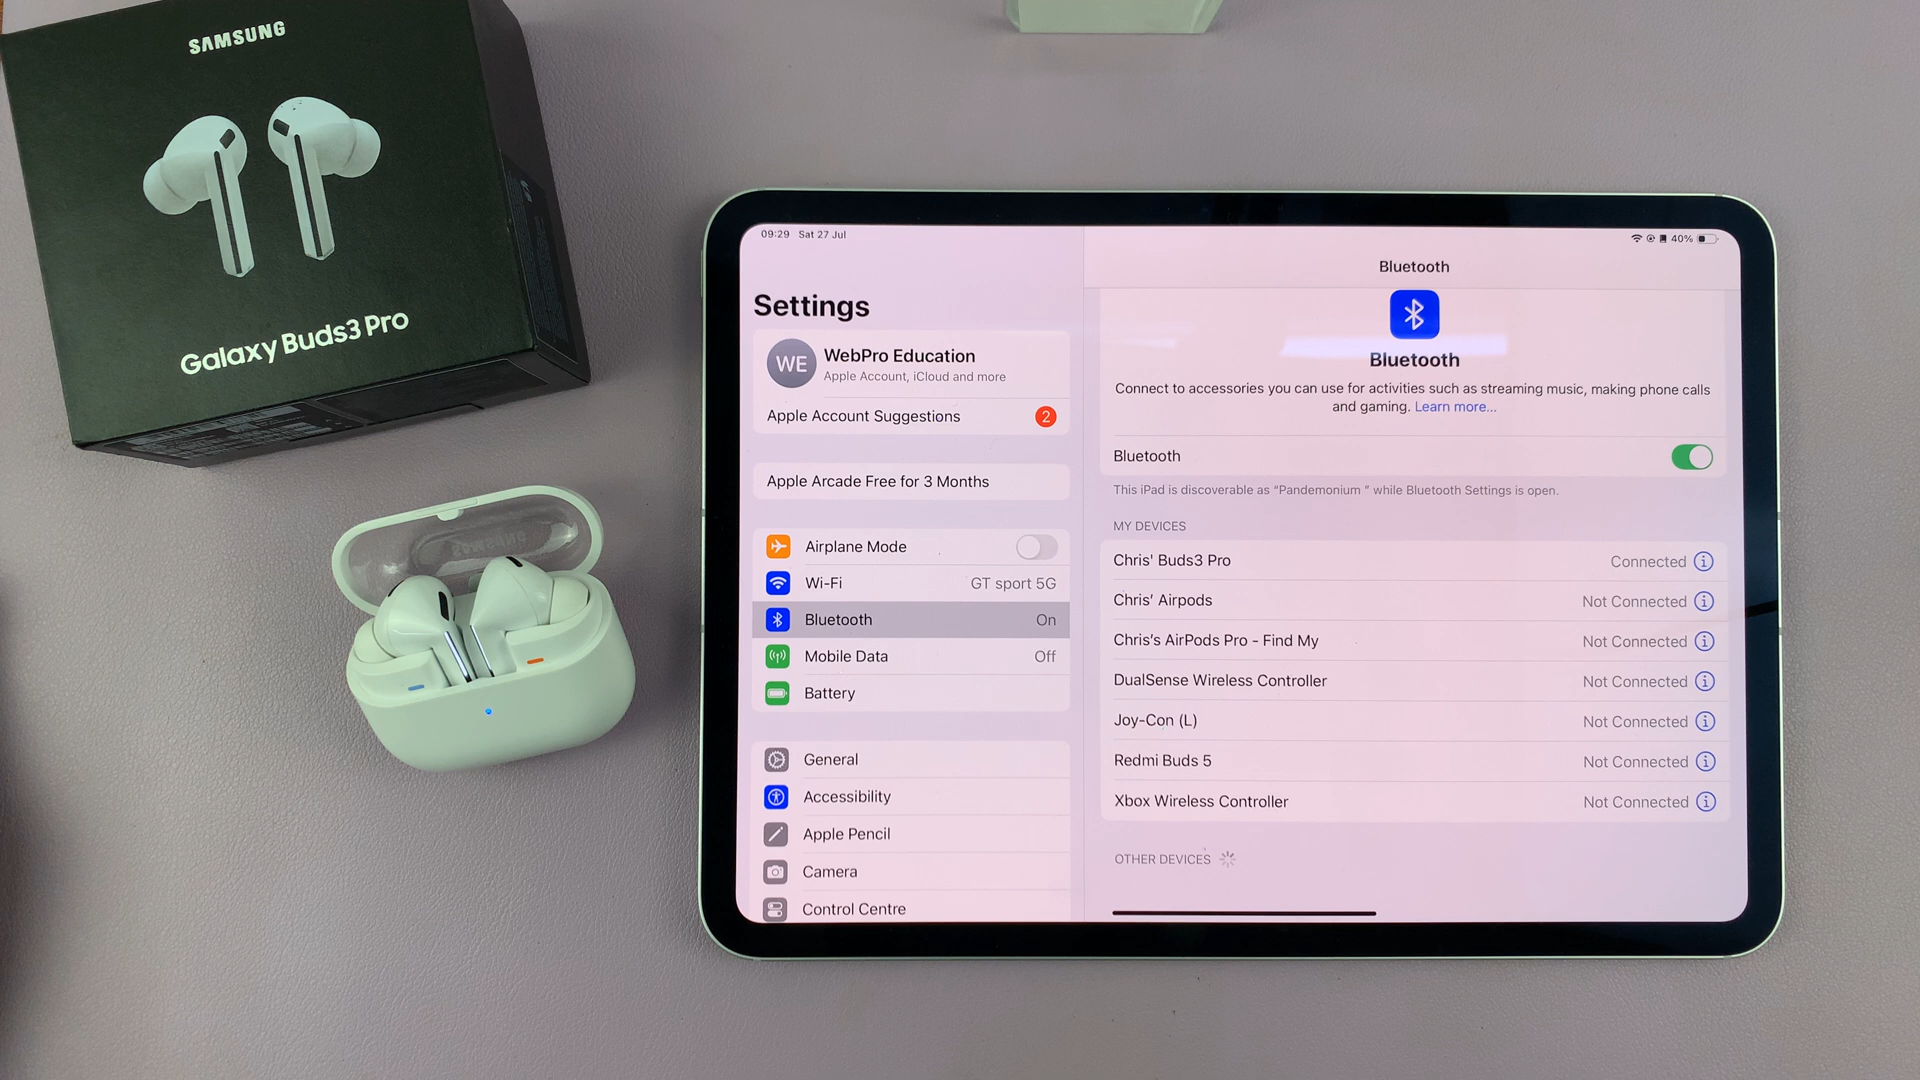 SAMSUNG
Galaxy Buds3 Pro
SAMSUNG
09:29 Sat 27 Jul
40%
Settings
WE
WebPro Education
Apple Account, iCloud and more
Apple Account Suggestions
2
Apple Arcade Free for 3 Months
Airplane Mode
Wi-Fi GT sport 5G
Bluetooth On
Mobile Data Off
Battery
General
Accessibility
Apple Pencil
Camera
Control Centre
Bluetooth
Bluetooth
Connect to accessories you can use for activities such as streaming music, making phone calls
and gaming. Learn more...
Bluetooth
This iPad is discoverable as “Pandemonium ” while Bluetooth Settings is open.
MY DEVICES
Chris' Buds3 Pro Connected
Chris’ Airpods Not Connected
Chris’s AirPods Pro - Find My Not Connected
DualSense Wireless Controller Not Connected
Joy-Con (L) Not Connected
Redmi Buds 5 Not Connected
Xbox Wireless Controller Not Connected
OTHER DEVICES